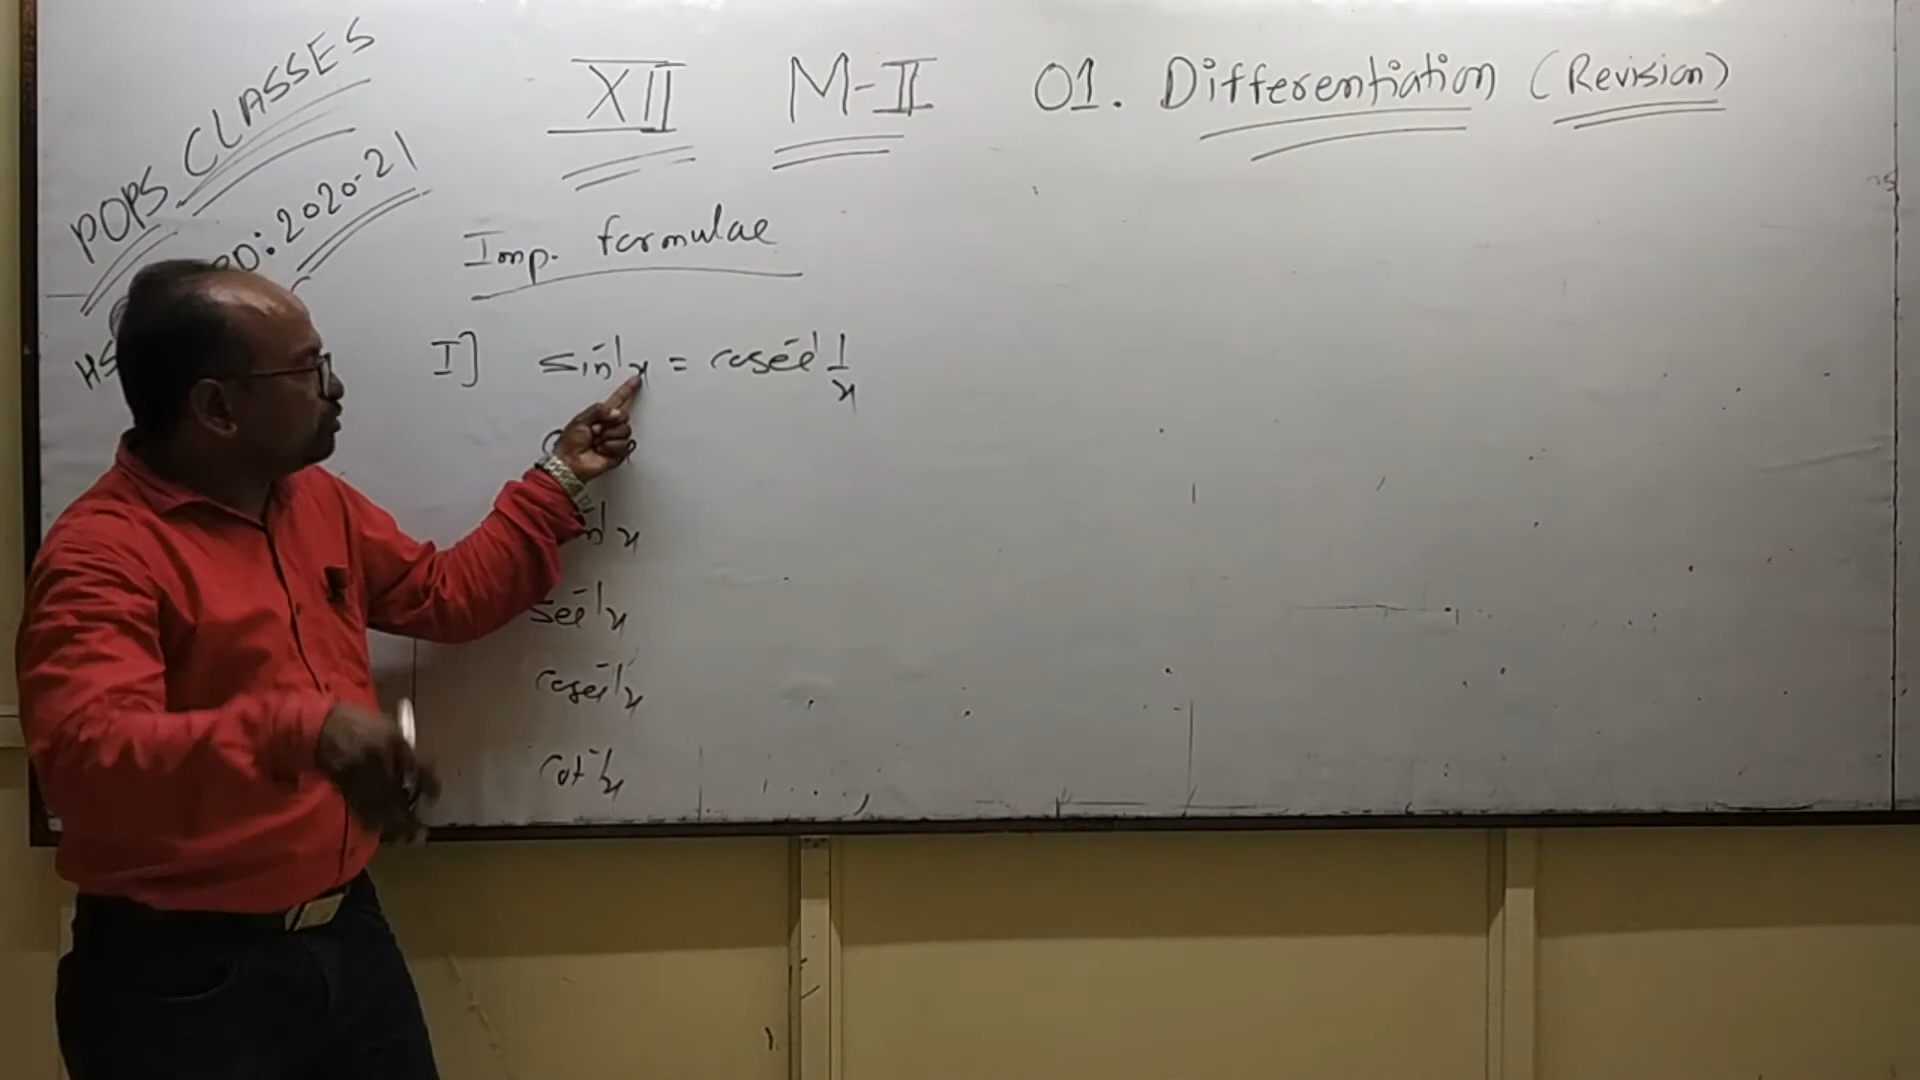 POPS CLASSES
XII M-II 01. Differentiation (Revision)
: 2020-21
Imp. formulae
I] sin⁻¹x = cosec⁻¹ 1/x
x
sec⁻¹x
cosec⁻¹x
cot⁻¹x